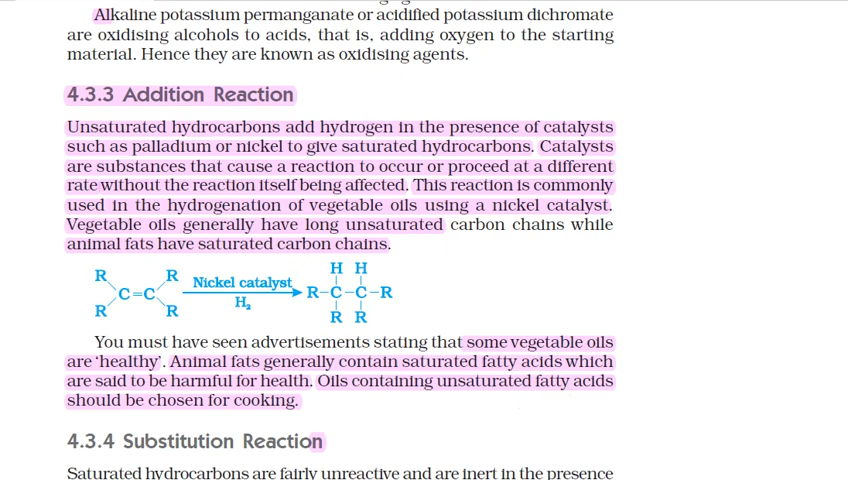 Alkaline potassium permanganate or acidified potassium dichromate
are oxidising alcohols to acids, that is, adding oxygen to the starting
material. Hence they are known as oxidising agents.
4.3.3 Addition Reaction
Unsaturated hydrocarbons add hydrogen in the presence of catalysts
such as palladium or nickel to give saturated hydrocarbons. Catalysts
are substances that cause a reaction to occur or proceed at a different
rate without the reaction itself being affected. This reaction is commonly
used in the hydrogenation of vegetable oils using a nickel catalyst.
Vegetable oils generally have long unsaturated carbon chains while
animal fats have saturated carbon chains.
H H
R R Nickel catalyst
C=C R–C–C–R
R R H₂
R R
You must have seen advertisements stating that some vegetable oils
are ‘healthy’. Animal fats generally contain saturated fatty acids which
are said to be harmful for health. Oils containing unsaturated fatty acids
should be chosen for cooking.
4.3.4 Substitution Reaction
Saturated hydrocarbons are fairly unreactive and are inert in the presence